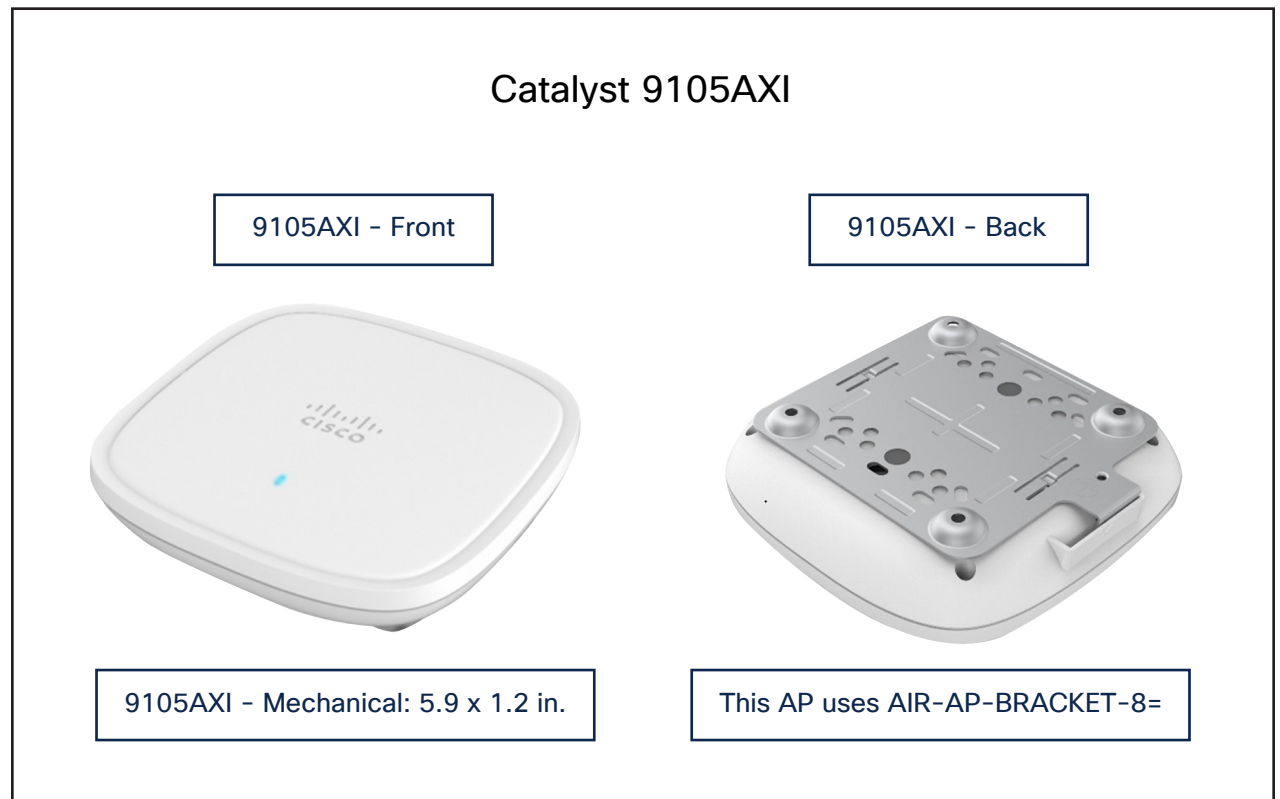 Catalyst 9105AXI
9105AXI - Front
9105AXI - Back
CISCO
9105AXI - Mechanical: 5.9 x 1.2 in.
This AP uses AIR-AP-BRACKET-8=